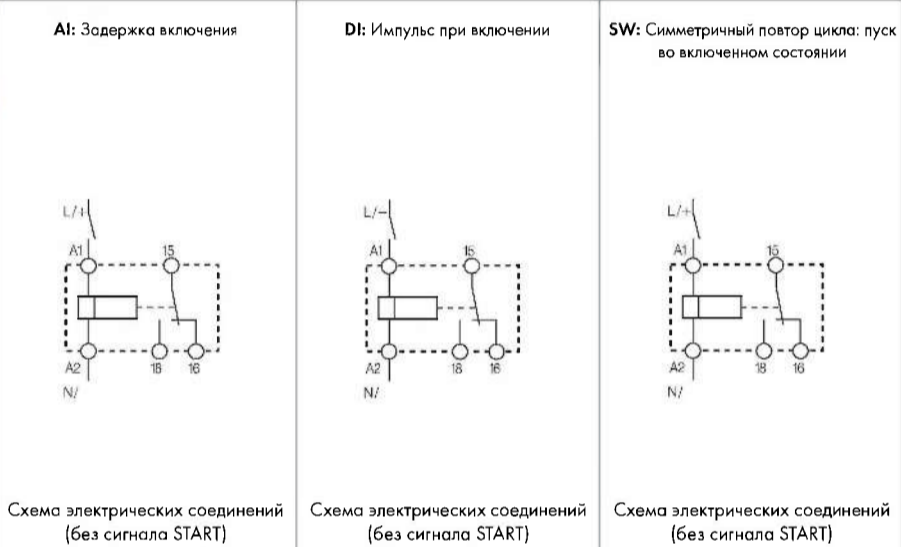 AI: Задержка включения
L/+
A1
15
A2
18
16
N/
Схема электрических соединений
(без сигнала START)
DI: Импульс при включении
L/-
A1
15
A2
18
16
N/
Схема электрических соединений
(без сигнала START)
SW: Симметричный повтор цикла: пуск
во включенном состоянии
L/+
A1
15
A2
18
16
N/
Схема электрических соединений
(без сигнала START)